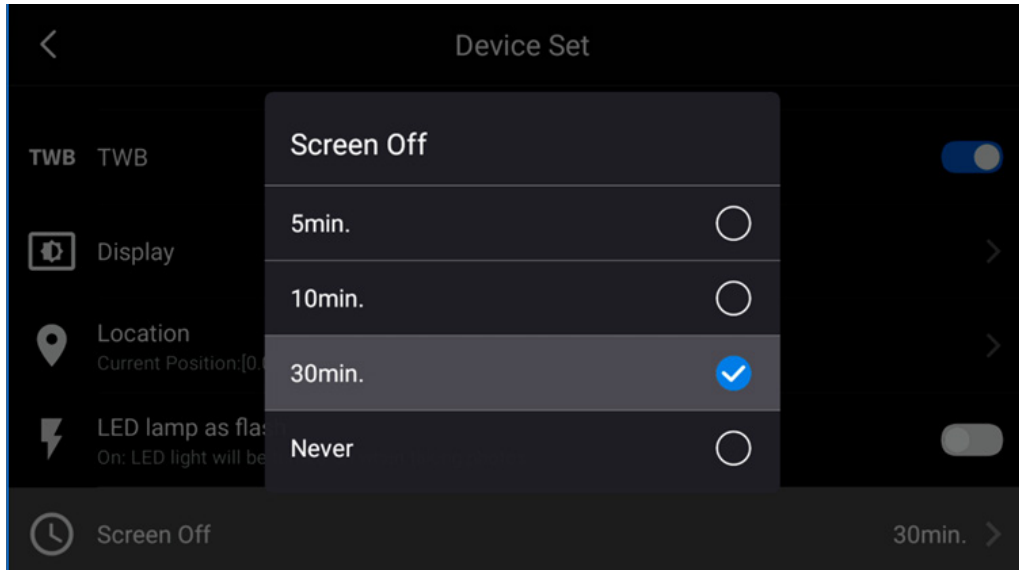 Device Set
TWB TWB
Display
Location
Current Position:[0.
LED lamp as flas
On: LED light will be
Screen Off 30min.
Screen Off
5min.
10min.
30min.
Never